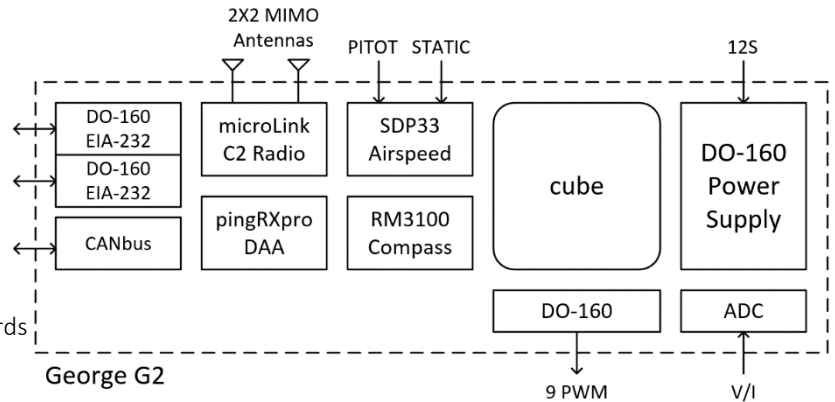 2X2 MIMO
Antennas
PITOT STATIC
12S
DO-160
EIA-232
DO-160
EIA-232
CANbus
microLink
C2 Radio
pingRXpro
DAA
SDP33
Airspeed
RM3100
Compass
cube
DO-160
Power
Supply
DO-160
ADC
rds
George G2
9 PWM
V/I